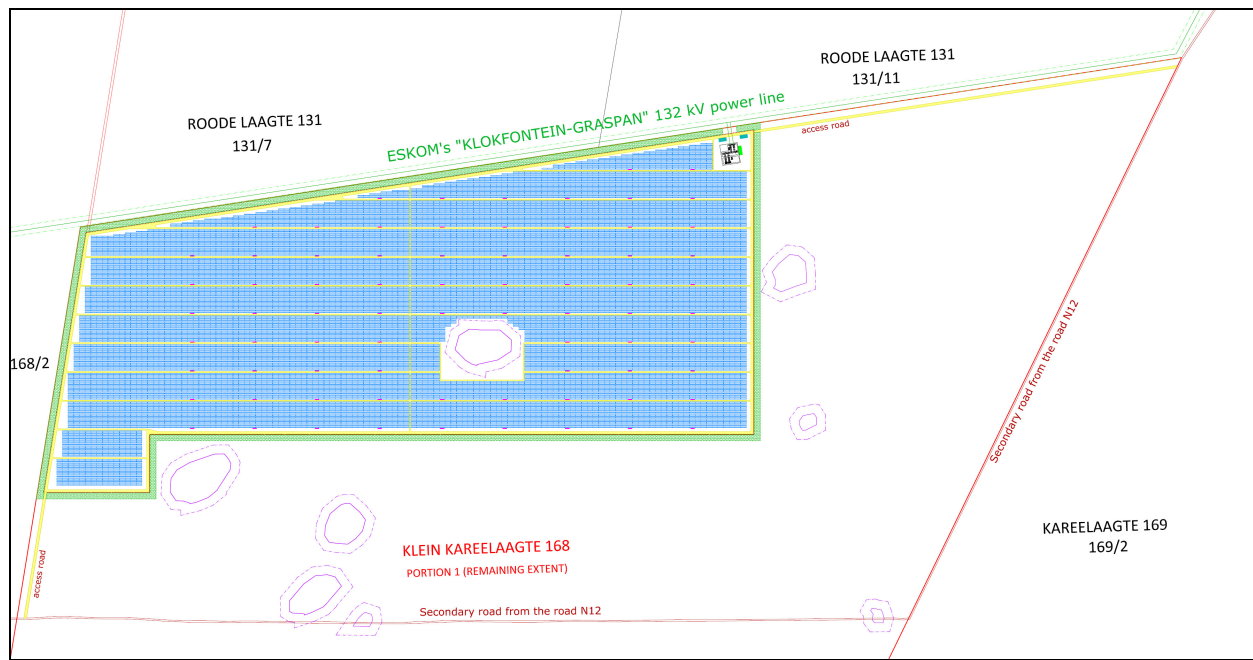 ROODE LAAGTE 131
131/11
ESKOM's "KLOKFONTEIN-GRASPAN" 132 kV power line
ROODE LAAGTE 131
131/7
access road
168/2
Secondary road from the road N12
KAREELAAGTE 169
169/2
KLEIN KAREELAAGTE 168
PORTION 1 (REMAINING EXTENT)
access road
Secondary road from the road N12